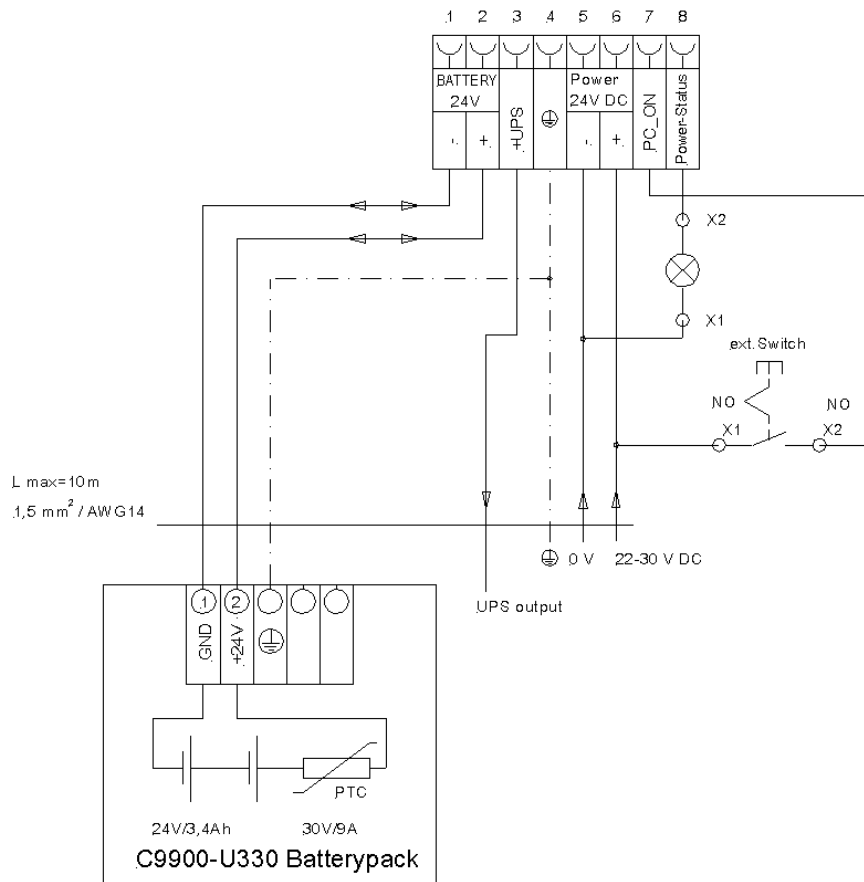 1 2 3 4 5 6 7 8
BATTERY
24V
- +
+UPS
Power
24V DC
- +
PC_ON
Power-Status
X2
X1
ext.Switch
NO NO
X1 X2
L max=10m
1,5 mm² / AWG14
0 V 22-30 V DC
UPS output
1 2
GND
+24V
PTC
24V/3,4Ah 30V/9A
C9900-U330 Batterypack